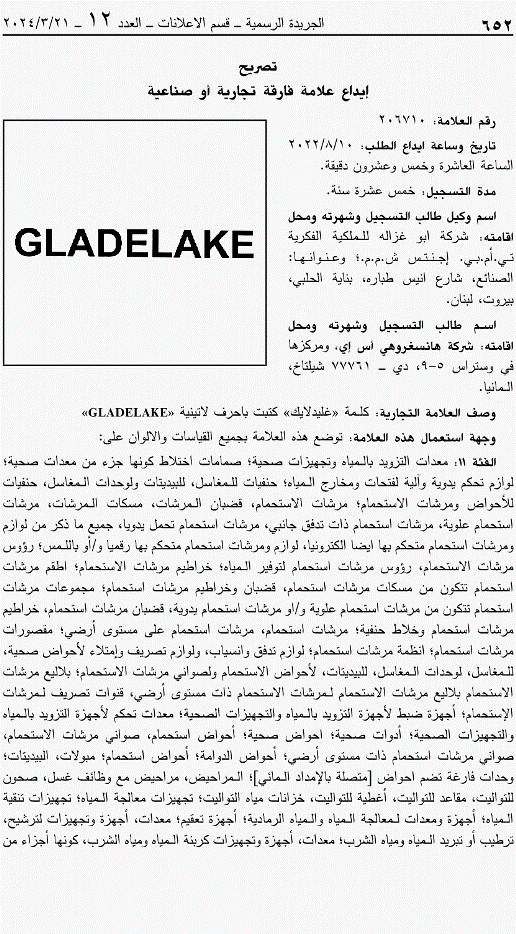 ٦٥٢ الجريدة الرسمية – قسم الاعلانات – العدد ١٢ – ٢٠٢٤/٣/٢١
تصريح
إيداع علامة فارقة تجارية أو صناعية
رقم العلامة: ٢٠٦٧١٠
تاريخ وساعة ايداع الطلب: ٢٠٢٢/٨/١٠
الساعة العاشرة وخمس وعشرون دقيقة.
مدة التسجيل: خمس عشرة سنة.
اسم وكيل طالب التسجيل وشهرته ومحل
اقامته: شركة ابو غزاله للملكية الفكرية
تي.أم.بي. إجنتس ش.م.م.؛ وعنوانها:
الصنائع، شارع انيس طباره، بناية الحلبي،
بيروت، لبنان.
اسم طالب التسجيل وشهرته ومحل
اقامته: شركة هانسغروهي أس إي، ومركزها
في وستراس ٥-٩، دي – ٧٧٧٦١ شيلتاخ،
المانيا.
GLADELAKE
وصف العلامة التجارية: كلمة «غليدلايك» كتبت باحرف لاتينية «GLADELAKE»
وجهة استعمال هذه العلامة: توضع هذه العلامة بجميع القياسات والالوان على:
الفئة ١١: معدات التزويد بالمياه وتجهيزات صحية؛ صمامات اختلاط كونها جزء من معدات صحية؛
لوازم تحكم يدوية وآلية لفتحات ومخارج المياه؛ حنفيات للمغاسل، للبيديتات ولوحدات المغاسل، حنفيات
للأحواض ومرشات الاستحمام؛ مرشات الاستحمام، قضبان المرشات، مسكات المرشات، مرشات
استحمام علوية، مرشات استحمام ذات تدفق جانبي، مرشات استحمام تحمل يدويا، جميع ما ذكر من لوازم
ومرشات استحمام متحكم بها ايضا الكترونيا، لوازم ومرشات استحمام متحكم بها رقميا و/أو باللمس؛ رؤوس
مرشات الاستحمام، رؤوس مرشات استحمام لتوفير المياه؛ خراطيم مرشات الاستحمام؛ اطقم مرشات
استحمام تتكون من مسكات مرشات استحمام، قضبان وخراطيم مرشات استحمام؛ مجموعات مرشات
استحمام تتكون من مرشات استحمام علوية و/او مرشات استحمام يدوية، قضبان مرشات استحمام، خراطيم
مرشات استحمام وخلاط حنفية؛ مرشات استحمام، مرشات استحمام على مستوى أرضي؛ مقصورات
مرشات استحمام؛ انظمة مرشات استحمام؛ لوازم تدفق وانسياب، ولوازم تصريف وإمتلاء لأحواض صحية،
للمغاسل، لوحدات المغاسل، للبيديتات، لأحواض الاستحمام ولصواني مرشات الاستحمام؛ بلاليع مرشات
الاستحمام بلاليع مرشات الاستحمام لمرشات الاستحمام ذات مستوى أرضي، قنوات تصريف لمرشات
الإستحمام؛ أجهزة ضبط لأجهزة التزويد بالمياه والتجهيزات الصحية؛ معدات تحكم لأجهزة التزويد بالمياه
والتجهيزات الصحية؛ أدوات صحية؛ احواض صحية؛ أحواض استحمام، صواني مرشات الاستحمام،
صواني مرشات استحمام ذات مستوى أرضي؛ أحواض الدوامة؛ أحواض استحمام؛ مبولات، البيديتات؛
وحدات فارغة تضم احواض [متصلة بالإمداد المائي]؛ المراحيض، مراحيض مع وظائف غسل، صحون
للتواليت، مقاعد للتواليت، أغطية للتواليت، خزانات مياه التواليت؛ تجهيزات معالجة المياه؛ تجهيزات تنقية
المياه؛ أجهزة ومعدات لمعالجة المياه والمياه الرمادية؛ أجهزة تعقيم؛ معدات، أجهزة وتجهيزات لترشيح،
ترطيب أو تبريد المياه ومياه الشرب؛ معدات، أجهزة وتجهيزات كربنة المياه ومياه الشرب، كونها أجزاء من